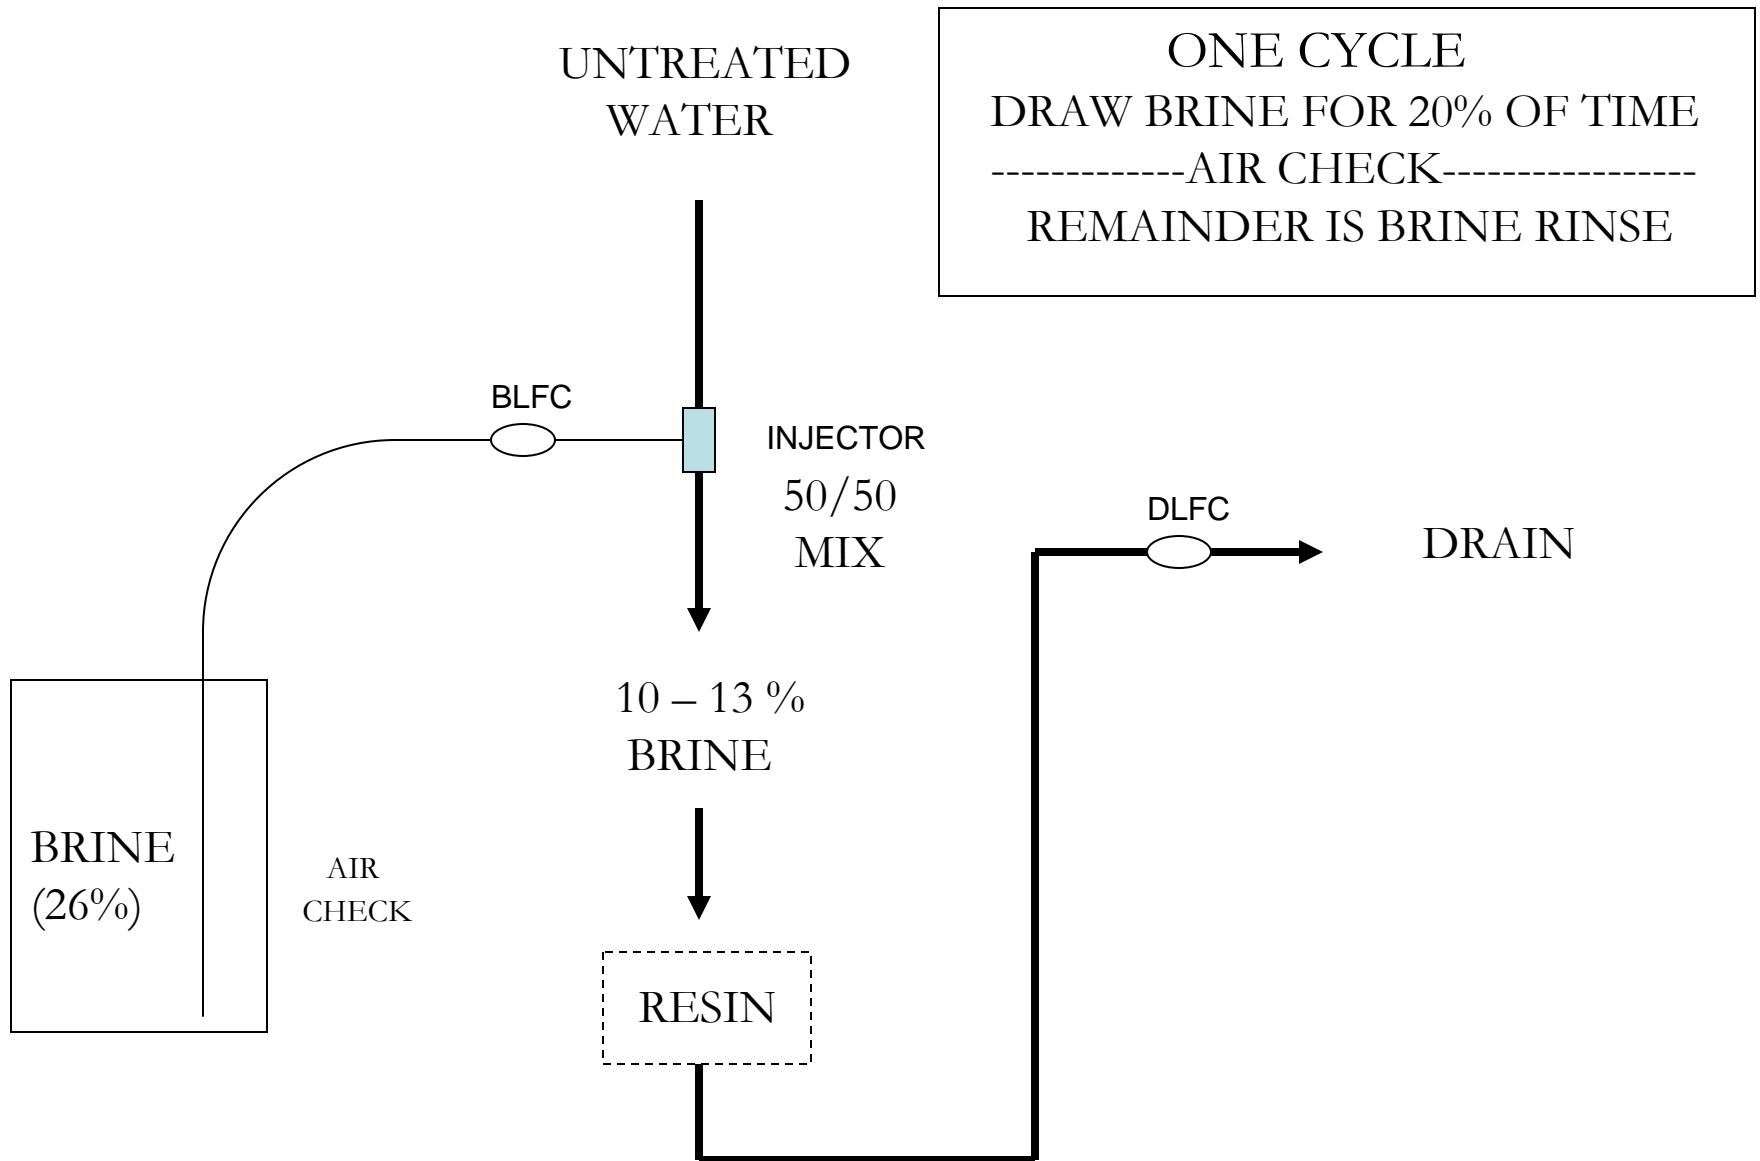 UNTREATED
WATER
ONE CYCLE
DRAW BRINE FOR 20% OF TIME
-------------AIR CHECK-----------------
REMAINDER IS BRINE RINSE
BLFC
INJECTOR
50/50
MIX
DLFC
DRAIN
10 – 13 %
BRINE
BRINE
(26%)
AIR
CHECK
RESIN